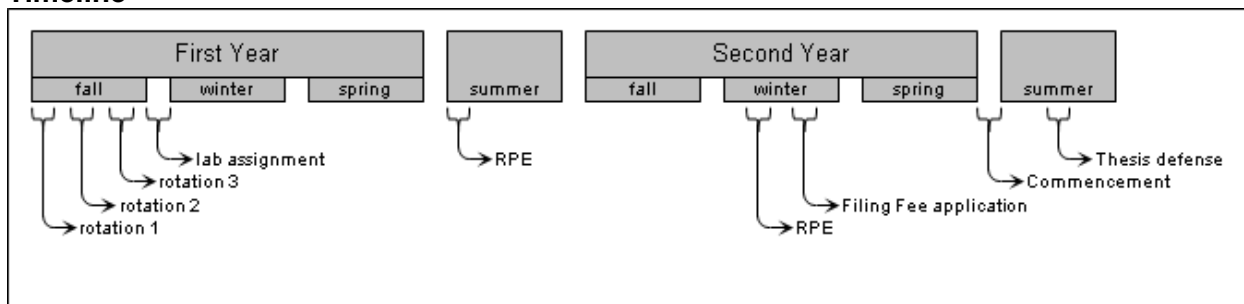 Timeline
First Year
Second Year
fall winter spring summer fall winter spring summer
lab assignment
RPE
Thesis defense
rotation 3
Commencement
rotation 2
Filing Fee application
rotation 1
RPE